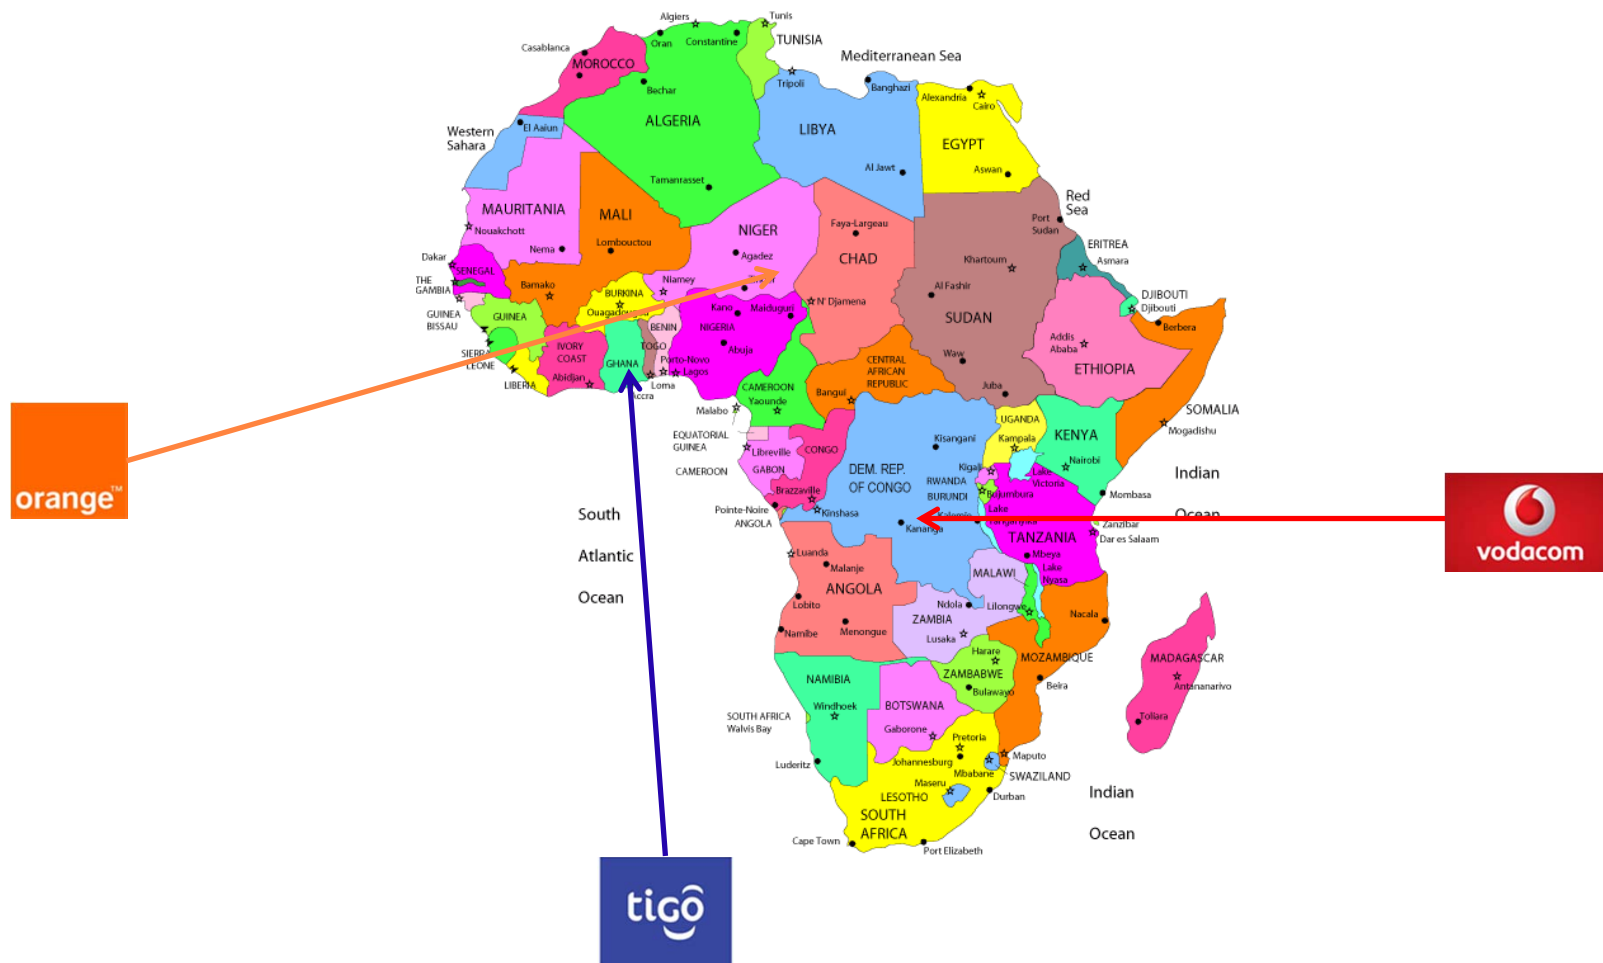 Algiers
Tunis
Oran
Constantine
TUNISIA
Casablanca
MOROCCO
Mediterranean Sea
Tripoli
Banghazi
Bechar
Alexandria
Cairo
Western
Sahara
El Aaiun
ALGERIA
LIBYA
EGYPT
Al Jawt
Aswan
Tamanrasset
Red
Sea
MAURITANIA
MALI
NIGER
Faya-Largeau
Port
Sudan
Nouakchott
Nema
Lombouctou
Agadez
CHAD
Khartoum
ERITREA
Asmara
Dakar
SENEGAL
THE
GAMBIA
Bamako
BURKINA
Ouagadougou
Niamey
N' Djamena
Al Fashir
SUDAN
DJIBOUTI
Djibouti
Berbera
GUINEA
BISSAU
GUINEA
Kano
Maiduguri
BENIN
NIGERIA
Abuja
SIERRA
LEONE
IVORY
COAST
GHANA
TOGO
Porto-Novo
Lagos
Addis
Ababa
ETHIOPIA
Waw
CENTRAL
AFRICAN
REPUBLIC
LIBERIA
Abidjan
Loma
Accra
CAMEROON
Yaounde
Bangui
Juba
Malabo
UGANDA
Kampala
KENYA
SOMALIA
Mogadishu
EQUATORIAL
GUINEA
CAMEROON
Libreville
GABON
CONGO
Kisangani
DEM. REP.
OF CONGO
Kigali
RWANDA
BURUNDI
Bujumbura
Nairobi
Lake
Victoria
Indian
Ocean
Mombasa
orange™
Brazzaville
Pointe-Noire
ANGOLA
Kinshasa
Kananga
Kalemie
Lake
Tanganyika
Zanzibar
Dar es Salaam
TANZANIA
vodacom
South
Atlantic
Ocean
Luanda
Malanje
ANGOLA
Mbeya
MALAWI
Lake
Nyasa
Lobito
Ndola
Lilongwe
Nacala
Namibe
Menongue
ZAMBIA
Lusaka
Harare
MOZAMBIQUE
MADAGASCAR
Antananarivo
NAMIBIA
ZAMBABWE
Bulawayo
Beira
Windhoek
BOTSWANA
SOUTH AFRICA
Walvis Bay
Gaborone
Pretoria
Toliara
Luderitz
Johannesburg
Mbabane
Maputo
SWAZILAND
Maseru
LESOTHO
Durban
Indian
Ocean
SOUTH
AFRICA
Cape Town
Port Elizabeth
tiGO